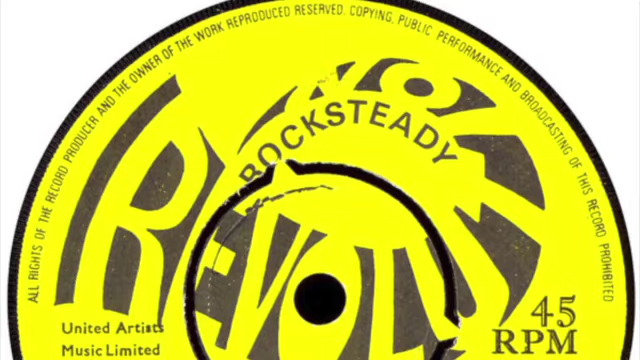 ALL RIGHTS OF THE RECORD PRODUCER AND THE OWNER OF THE WORK REPRODUCED RESERVED. COPYING, PUBLIC PERFORMANCE AND BROADCASTING OF THIS RECORD PROHIBITED
ROCKSTEADY
United Artists
Music Limited
45
RPM